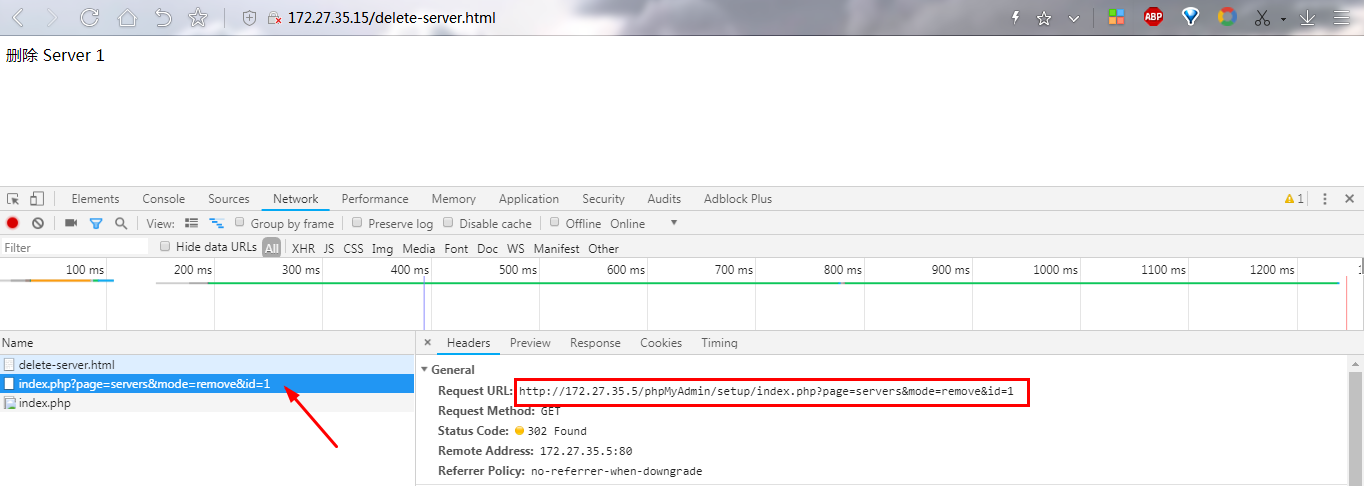 172.27.35.15/delete-server.html
ABP
删除 Server 1
Elements Console Sources Network Performance Memory Application Security Audits Adblock Plus 1
View: Group by frame Preserve log Disable cache Offline Online
Filter Hide data URLs All XHR JS CSS Img Media Font Doc WS Manifest Other
100 ms 200 ms 300 ms 400 ms 500 ms 600 ms 700 ms 800 ms 900 ms 1000 ms 1100 ms 1200 ms
Name
delete-server.html
index.php?page=servers&mode=remove&id=1
index.php
Headers Preview Response Cookies Timing
General
Request URL: http://172.27.35.5/phpMyAdmin/setup/index.php?page=servers&mode=remove&id=1
Request Method: GET
Status Code: 302 Found
Remote Address: 172.27.35.5:80
Referrer Policy: no-referrer-when-downgrade